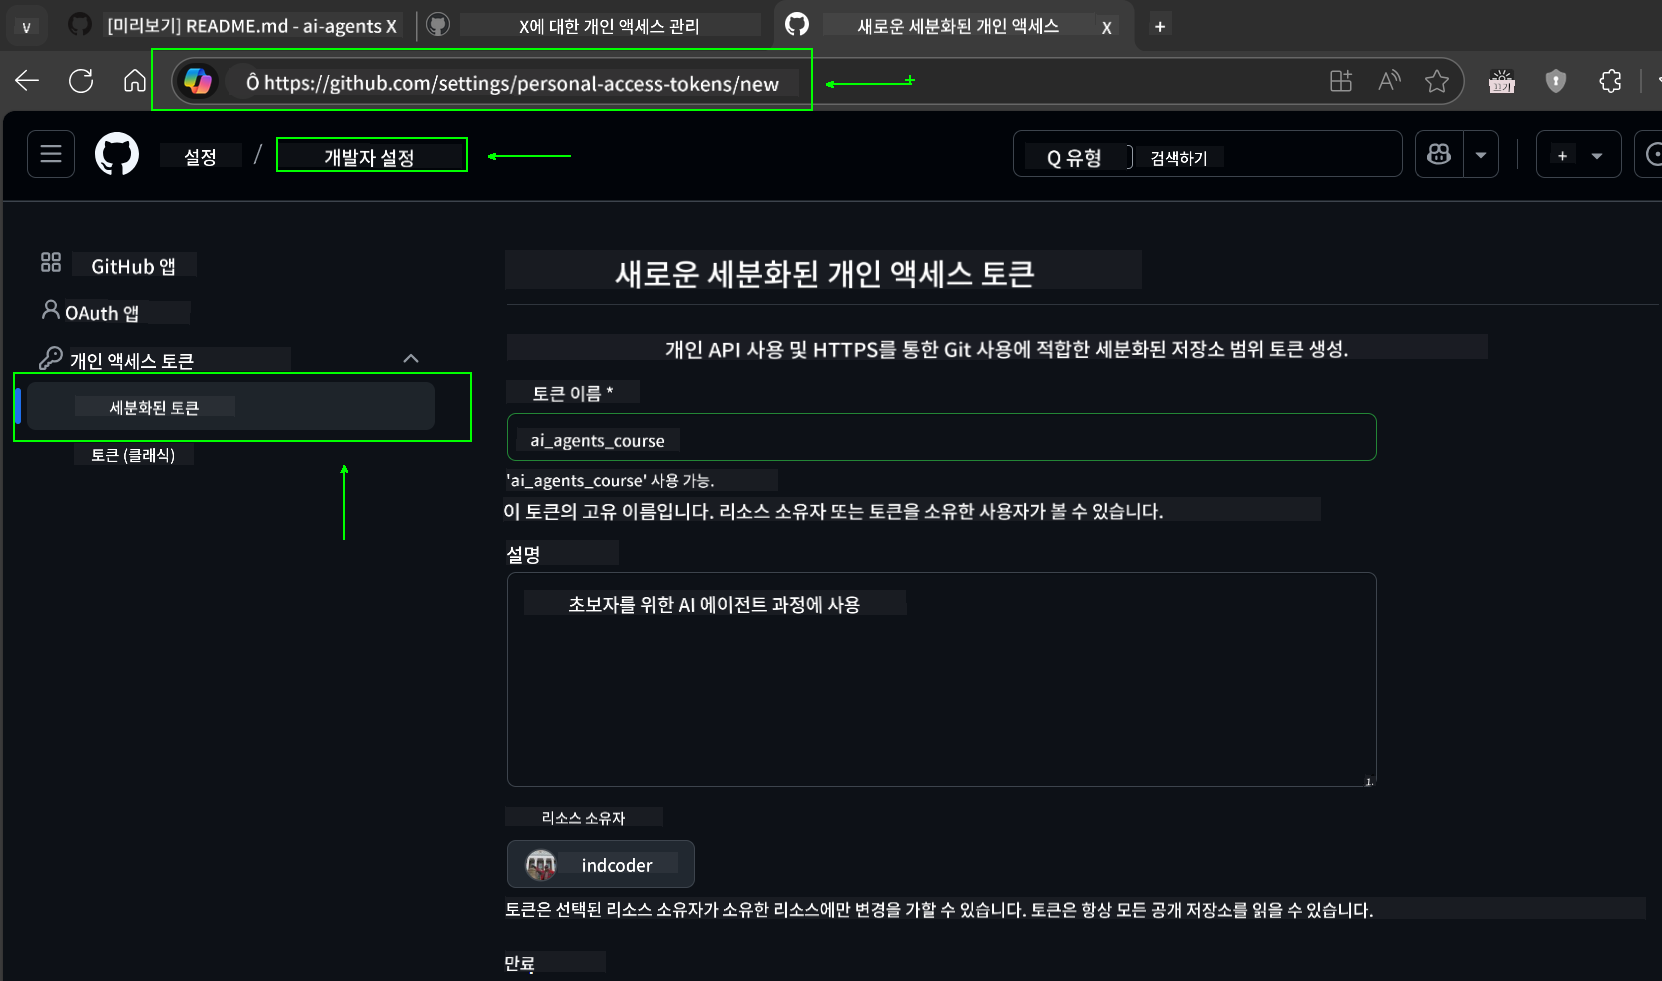 [미리보기] README.md - ai-agents X
X에 대한 개인 액세스 관리
새로운 세분화된 개인 액세스 X
+
Ô https://github.com/settings/personal-access-tokens/new
끄기
설정 / 개발자 설정
Q 유형 검색하기
+
GitHub 앱
OAuth 앱
개인 액세스 토큰
세분화된 토큰
토큰 (클래식)
새로운 세분화된 개인 액세스 토큰
개인 API 사용 및 HTTPS를 통한 Git 사용에 적합한 세분화된 저장소 범위 토큰 생성.
토큰 이름 *
ai_agents_course
'ai_agents_course' 사용 가능.
이 토큰의 고유 이름입니다. 리소스 소유자 또는 토큰을 소유한 사용자가 볼 수 있습니다.
설명
초보자를 위한 AI 에이전트 과정에 사용
리소스 소유자
indcoder
토큰은 선택된 리소스 소유자가 소유한 리소스에만 변경을 가할 수 있습니다. 토큰은 항상 모든 공개 저장소를 읽을 수 있습니다.
만료